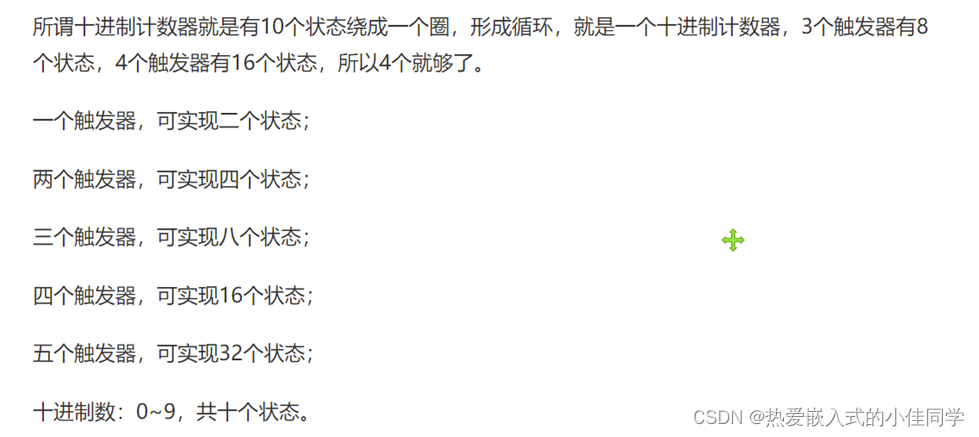 所谓十进制计数器就是有10个状态绕成一个圈，形成循环，就是一个十进制计数器，3个触发器有8
个状态，4个触发器有16个状态，所以4个就够了。
一个触发器，可实现二个状态；
两个触发器，可实现四个状态；
三个触发器，可实现八个状态；
四个触发器，可实现16个状态；
五个触发器，可实现32个状态；
十进制数：0~9，共十个状态。
CSDN @热爱嵌入式的小佳同学